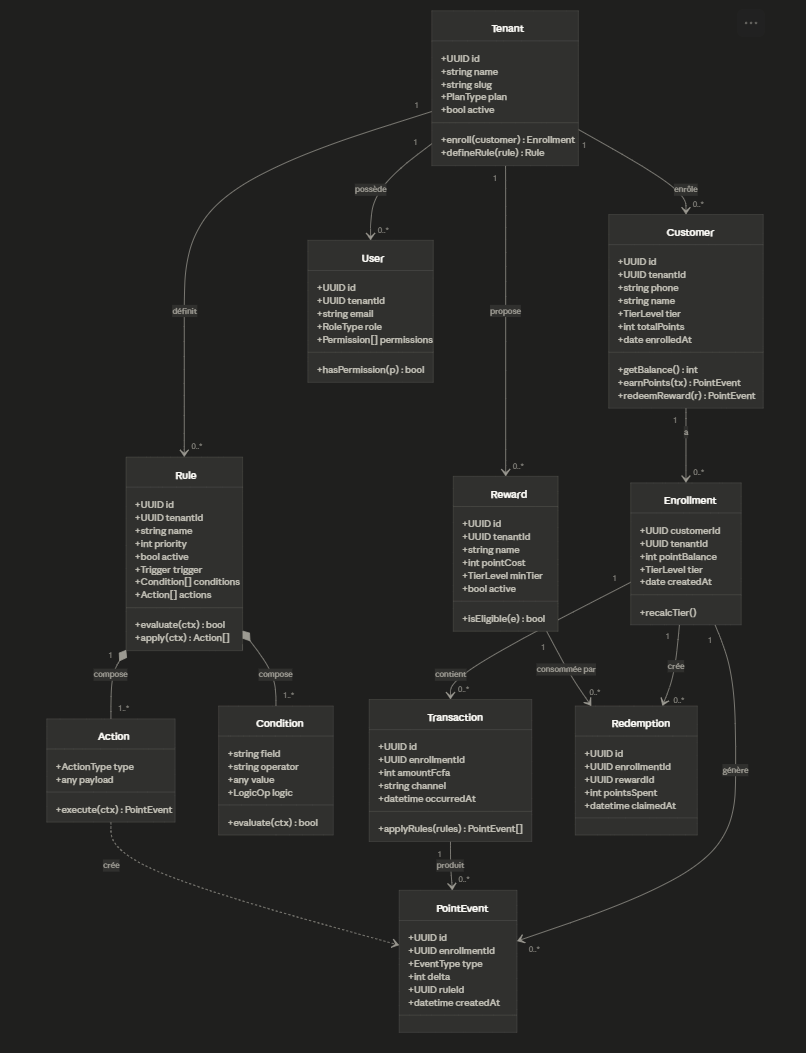 Tenant
+UUID id
+string name
+string slug
+PlanType plan
+bool active
+enroll(customer) : Enrollment
+defineRule(rule) : Rule
1
1
1
1
possède
0..*
enrôle
0..*
définit
0..*
propose
0..*
User
+UUID id
+UUID tenantId
+string email
+RoleType role
+Permission[] permissions
+hasPermission(p) : bool
Customer
+UUID id
+UUID tenantId
+string phone
+string name
+TierLevel tier
+int totalPoints
+date enrolledAt
+getBalance() : int
+earnPoints(tx) : PointEvent
+redeemReward(r) : PointEvent
1
a
0..*
Rule
+UUID id
+UUID tenantId
+string name
+int priority
+bool active
+Trigger trigger
+Condition[] conditions
+Action[] actions
+evaluate(ctx) : bool
+apply(ctx) : Action[]
Reward
+UUID id
+UUID tenantId
+string name
+int pointCost
+TierLevel minTier
+bool active
+isEligible(e) : bool
Enrollment
+UUID customerId
+UUID tenantId
+int pointBalance
+TierLevel tier
+date createdAt
+recalcTier()
1
compose
1..*
compose
1..*
1
contient
0..*
1
consommée par
0..*
1
crée
0..*
1
génère
0..*
Action
+ActionType type
+any payload
+execute(ctx) : PointEvent
Condition
+string field
+string operator
+any value
+LogicOp logic
+evaluate(ctx) : bool
Transaction
+UUID id
+UUID enrollmentId
+int amountFcfa
+string channel
+datetime occurredAt
+applyRules(rules) : PointEvent[]
Redemption
+UUID id
+UUID enrollmentId
+UUID rewardId
+int pointsSpent
+datetime claimedAt
crée
1
produit
0..*
PointEvent
+UUID id
+UUID enrollmentId
+EventType type
+int delta
+UUID ruleId
+datetime createdAt